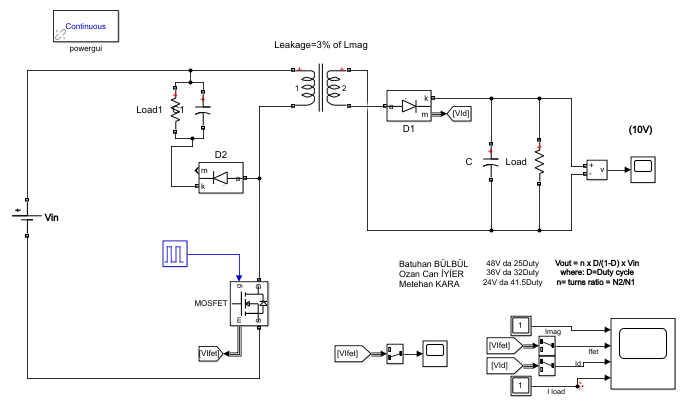 Continuous
powergui
Leakage=3% of Lmag
+
+
1
2
Load1
D2
m
k
a
a
k
m
D1
[Vld]
C
Load
(10V)
+
-
v
Vin
MOSFET
g
D
m
S
[VIfet]
Batuhan BÜLBÜL 48V da 25Duty Vout = n x D/(1-D) x Vin
Ozan Can İYİER 36V da 32Duty where: D=Duty cycle
Metehan KARA 24V da 41.5Duty n= turns ratio = N2/N1
[VIfet]
1
Imag
[VIfet]
Ifet
[VId]
Id
1
I load